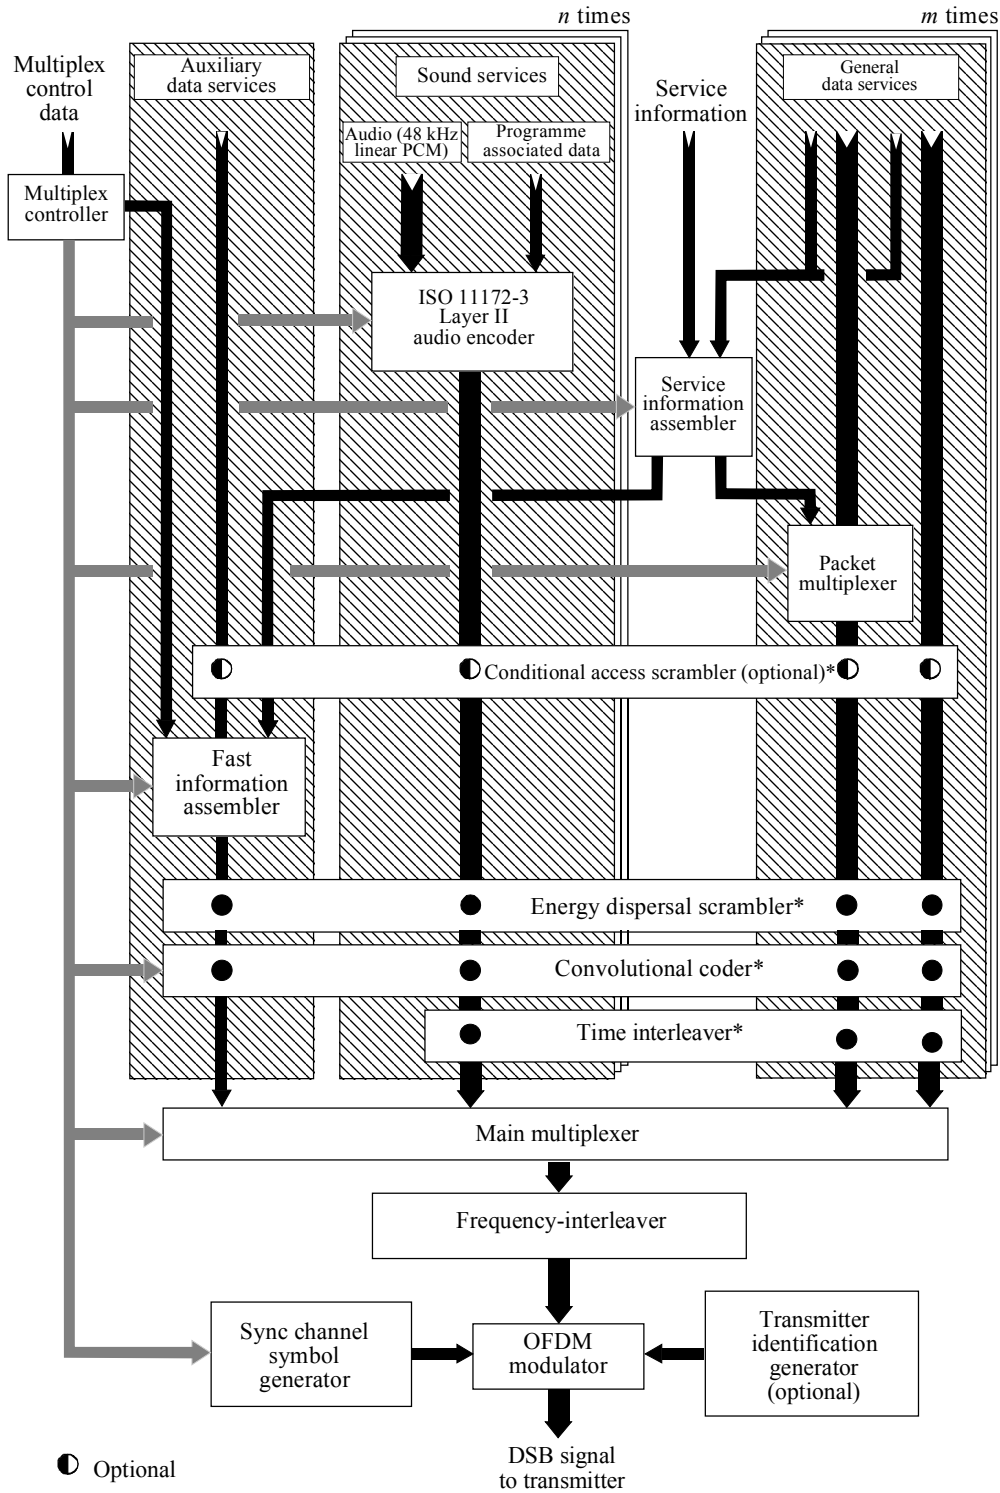 n times
m times
Multiplex
control
data
Auxiliary
data services
Sound services
Service
information
General
data services
Audio (48 kHz
linear PCM)
Programme
associated data
Multiplex
controller
ISO 11172-3
Layer II
audio encoder
Service
information
assembler
Packet
multiplexer
Conditional access scrambler (optional)*
Fast
information
assembler
Energy dispersal scrambler*
Convolutional coder*
Time interleaver*
Main multiplexer
Frequency-interleaver
Sync channel
symbol
generator
OFDM
modulator
Transmitter
identification
generator
(optional)
DSB signal
to transmitter
Optional